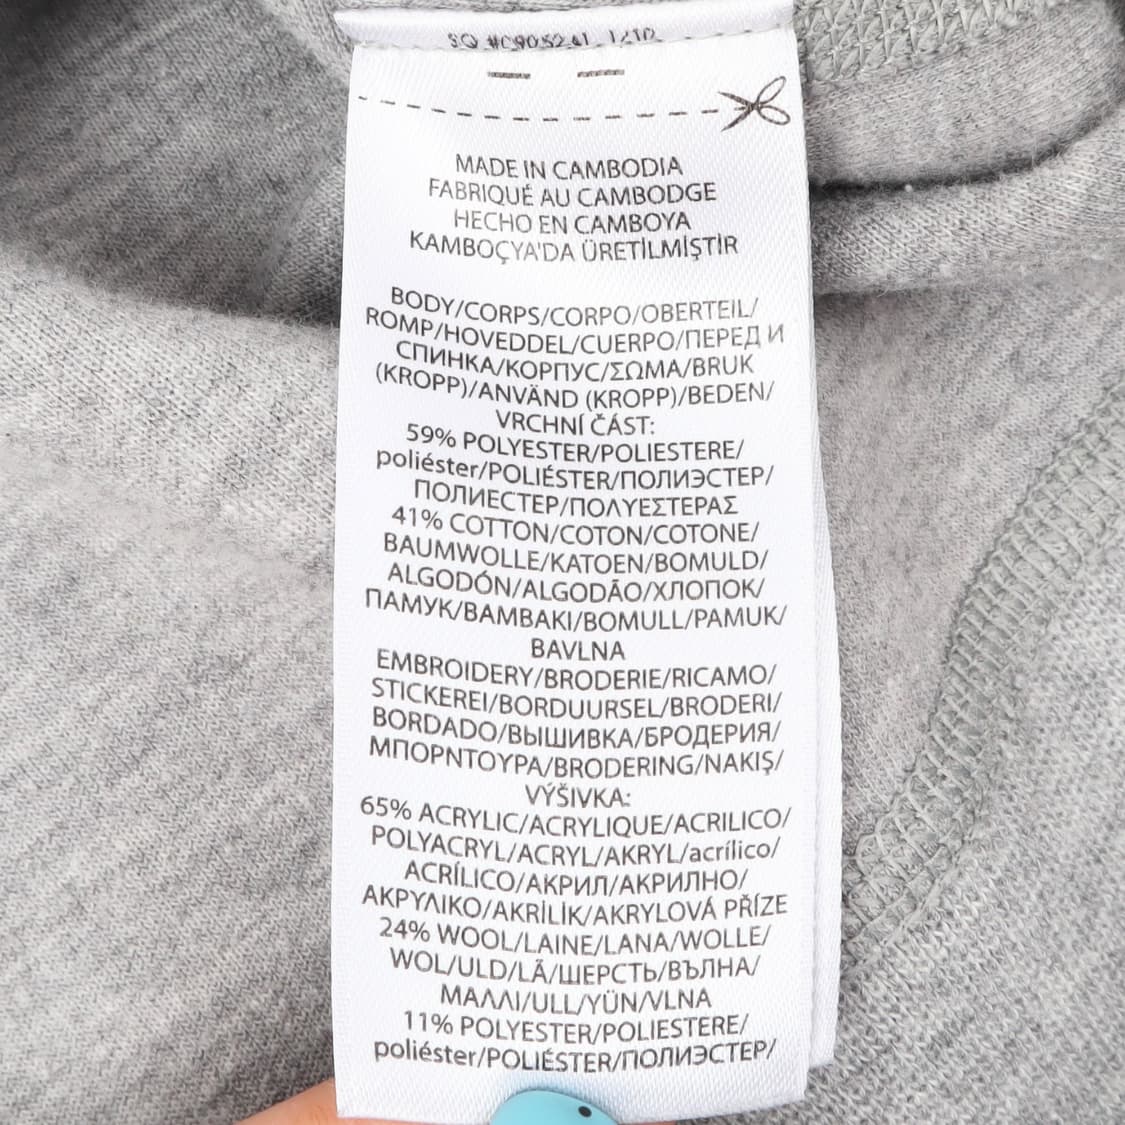 MADE IN CAMBODIA
FABRIQUÉ AU CAMBODGE
HECHO EN CAMBOYA
KAMBOÇYA'DA ÜRETİLMİŞTİR
BODY/CORPS/CORPO/OBERTEIL/
ROMP/HOVEDDEL/CUERPO/ПЕРЕД И
СПИНКА/КОРПУС/ΣΩΜΑ/BRUK
(KROPP)/ANVÄND (KROPP)/BEDEN/
VRCHNÍ ČÁST:
59% POLYESTER/POLIESTERE/
poliéster/POLIÉSTER/ПОЛИЭСТЕР/
ПОЛИЕСТЕР/ΠΟΛΥΕΣΤΕΡΑΣ
41% COTTON/COTON/COTONE/
BAUMWOLLE/KATOEN/BOMULD/
ALGODÓN/ALGODÃO/ХЛОПОК/
ПАМУК/BAMBAKI/BOMULL/PAMUK/
BAVLNA
EMBROIDERY/BRODERIE/RICAMO/
STICKEREI/BORDUURSEL/BRODERI/
BORDADO/ВЫШИВКА/БРОДЕРИЯ/
ΜΠΟΡΝΤΟΥΡΑ/BRODERING/NAKIŞ/
VÝŠIVKA:
65% ACRYLIC/ACRYLIQUE/ACRILICO/
POLYACRYL/ACRYL/AKRYL/acrílico/
ACRÍLICO/АКРИЛ/АКРИЛНО/
ΑΚΡΥΛΙΚΟ/AKRİLİK/AKRYLOVÁ PŘÍZE
24% WOOL/LAINE/LANA/WOLLE/
WOL/ULD/LÃ/ШЕРСТЬ/ВЪЛНА/
ΜΑΛΛΙ/ULL/YÜN/VLNA
11% POLYESTER/POLIESTERE/
poliéster/POLIÉSTER/ПОЛИЭСТЕР/